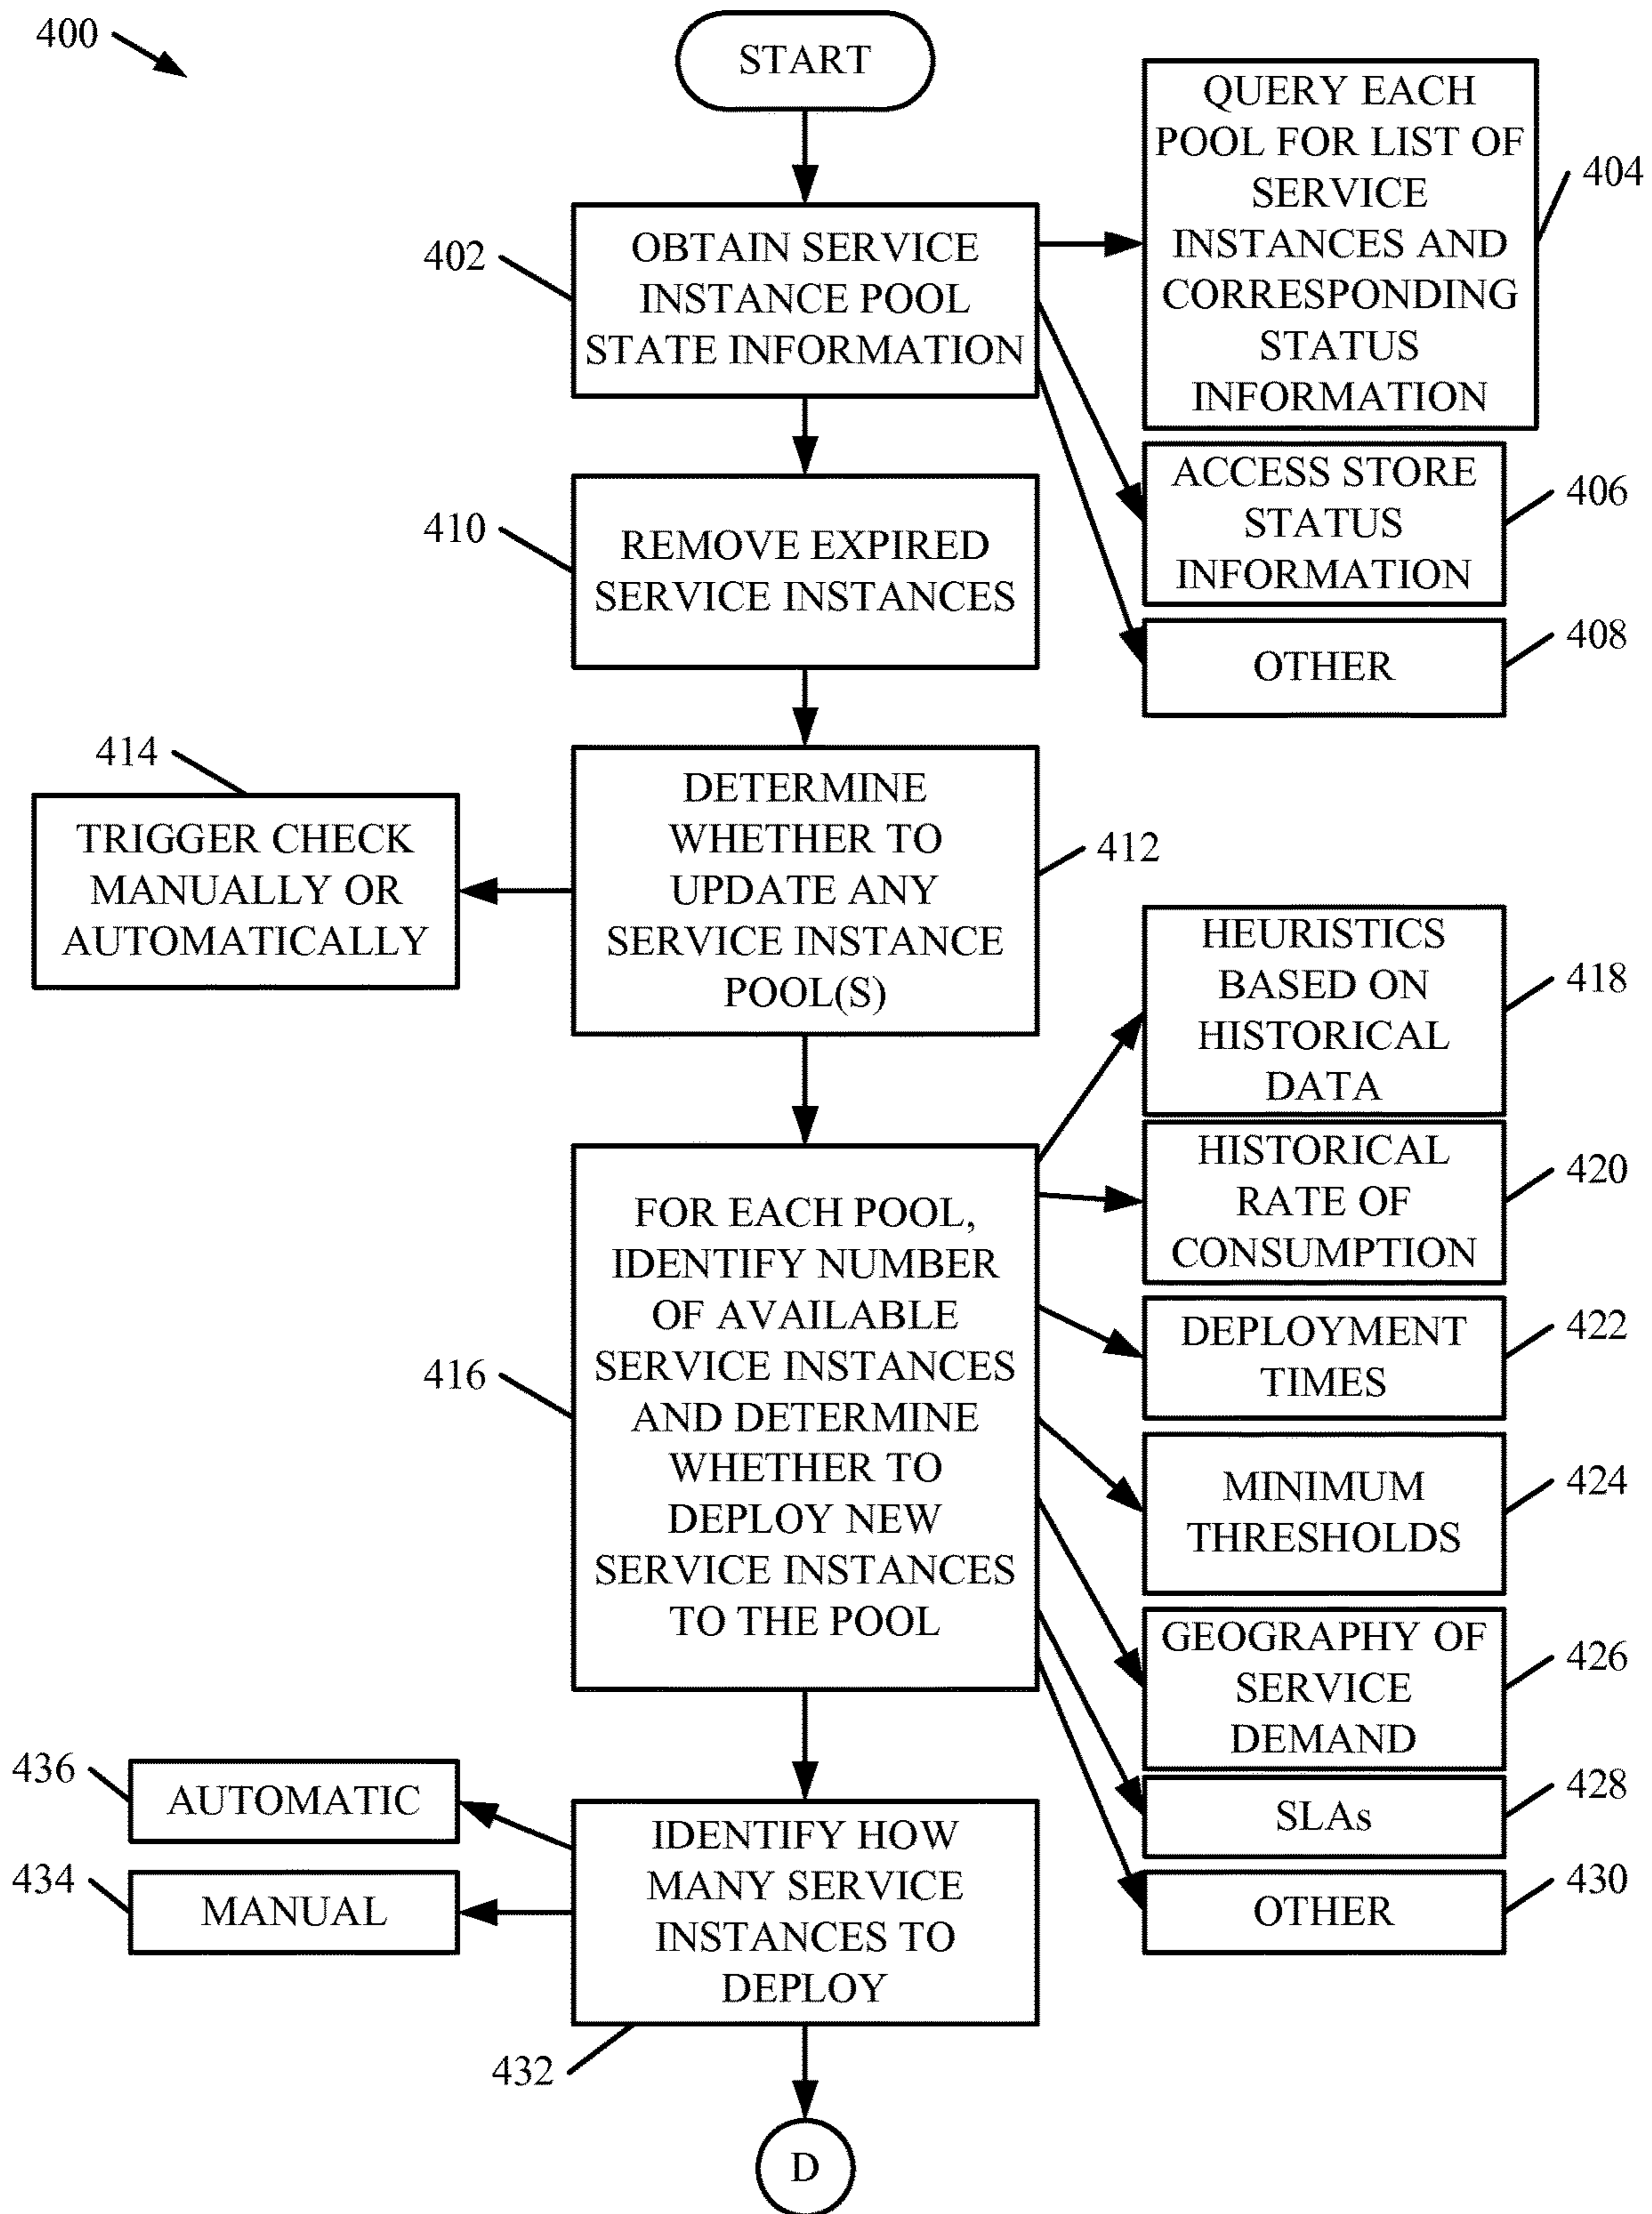 400
START
QUERY EACH
POOL FOR LIST OF
SERVICE
INSTANCES AND
CORRESPONDING
STATUS
INFORMATION
404
402
OBTAIN SERVICE
INSTANCE POOL
STATE INFORMATION
ACCESS STORE
STATUS
INFORMATION
406
410
REMOVE EXPIRED
SERVICE INSTANCES
OTHER
408
414
TRIGGER CHECK
MANUALLY OR
AUTOMATICALLY
DETERMINE
WHETHER TO
UPDATE ANY
SERVICE INSTANCE
POOL(S)
412
HEURISTICS
BASED ON
HISTORICAL
DATA
418
HISTORICAL
RATE OF
CONSUMPTION
420
416
FOR EACH POOL,
IDENTIFY NUMBER
OF AVAILABLE
SERVICE INSTANCES
AND DETERMINE
WHETHER TO
DEPLOY NEW
SERVICE INSTANCES
TO THE POOL
DEPLOYMENT
TIMES
422
MINIMUM
THRESHOLDS
424
GEOGRAPHY OF
SERVICE
DEMAND
426
SLAs
428
OTHER
430
436
AUTOMATIC
434
MANUAL
IDENTIFY HOW
MANY SERVICE
INSTANCES TO
DEPLOY
432
D